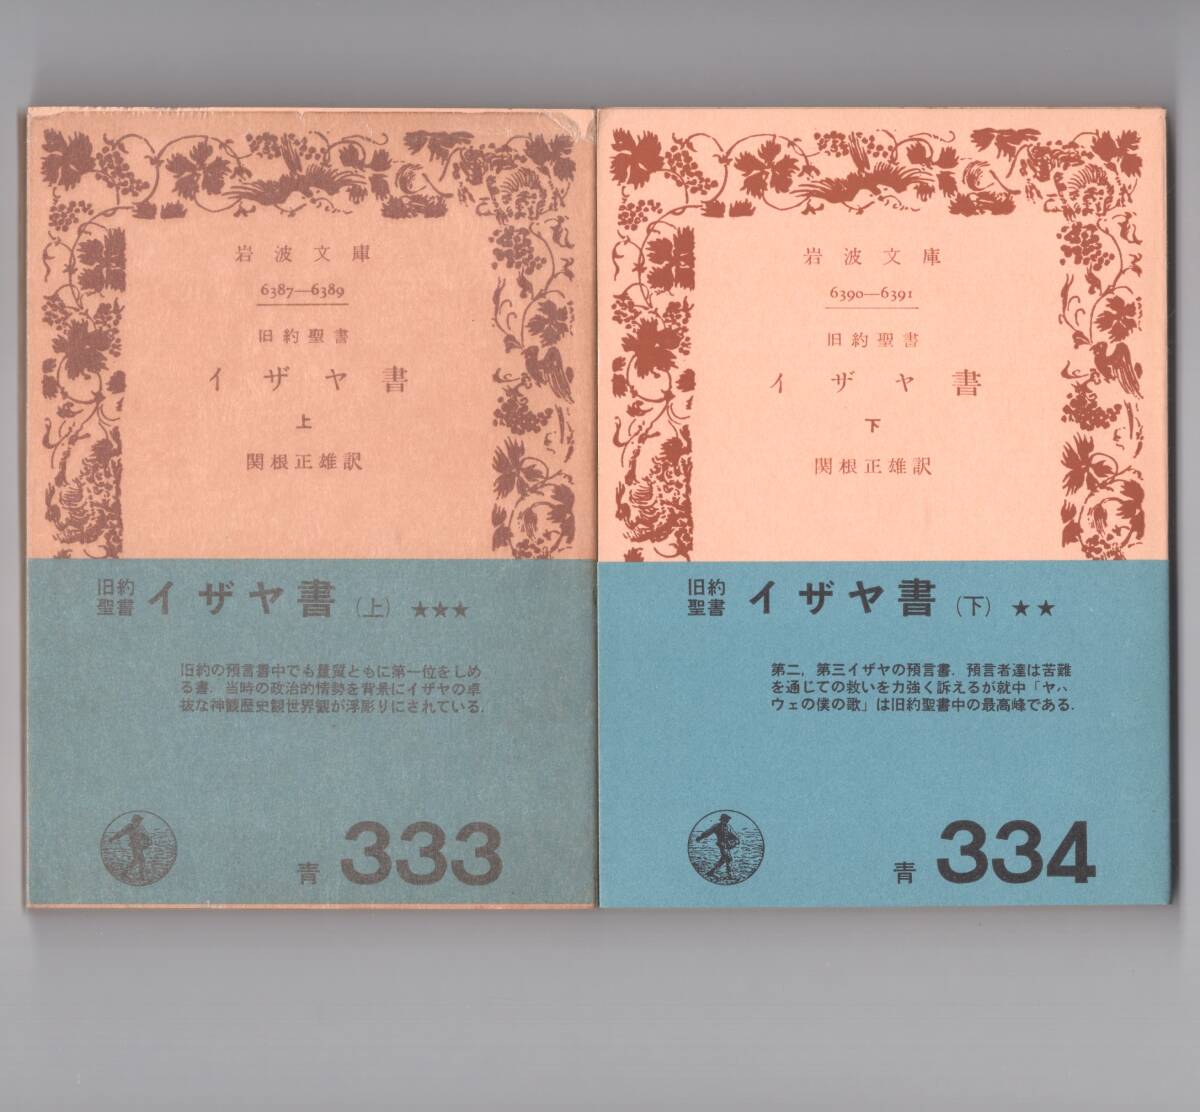 岩波文庫
6387—6389
旧約聖書
イザヤ書
上
関根正雄訳
旧約聖書 イザヤ書（上）★★★
旧約の預言書中でも量質ともに第一位をしめ
る書．当時の政治的情勢を背景にイザヤの卓
抜な神観歴史観世界観が浮彫りにされている．
青 333
岩波文庫
6390—6391
旧約聖書
イザヤ書
下
関根正雄訳
旧約聖書 イザヤ書（下）★★
第二，第三イザヤの預言書．預言者達は苦難
を通じての救いを力強く訴えるが就中「ヤハ
ウェの僕の歌」は旧約聖書中の最高峰である．
青 334